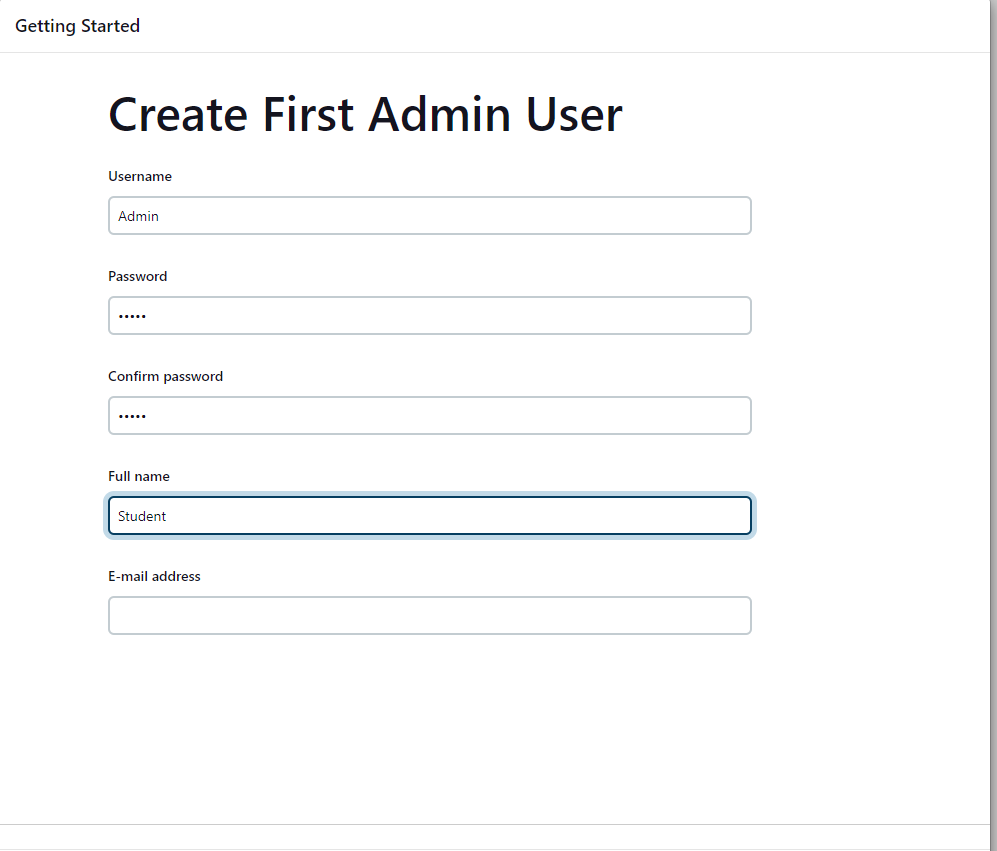 Getting Started
Create First Admin User
Username
Admin
Password
•••••
Confirm password
•••••
Full name
Student
E-mail address